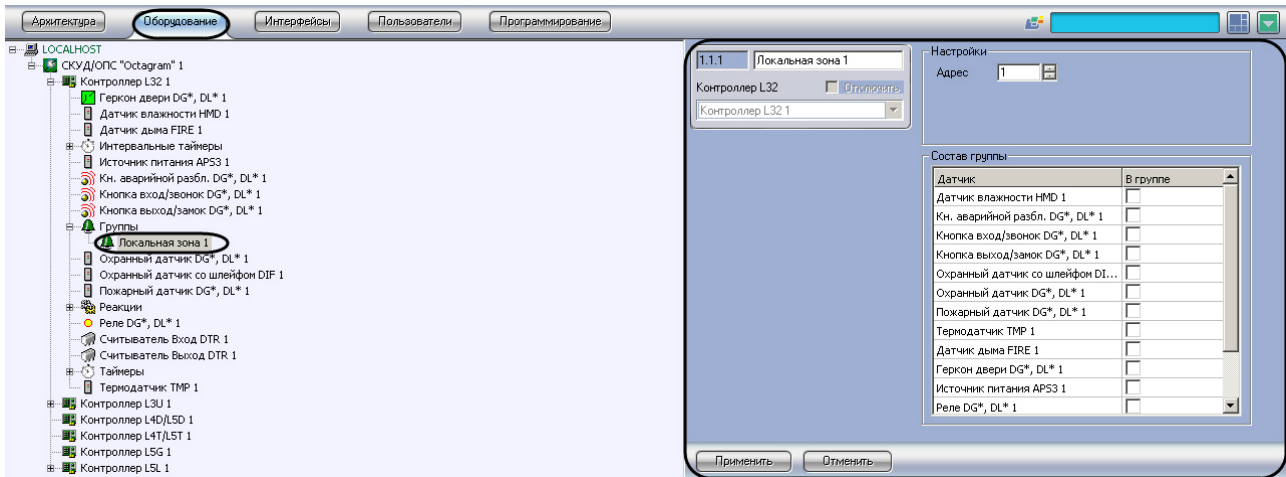 Архитектура Оборудование Интерфейсы Пользователи Программирование
LOCALHOST
СКУД/ОПС "Octagram" 1
Контроллер L32 1
Геркон двери DG*, DL* 1
Датчик влажности HMD 1
Датчик дыма FIRE 1
Интервальные таймеры
Источник питания APS3 1
Кн. аварийной разбл. DG*, DL* 1
Кнопка вход/звонок DG*, DL* 1
Кнопка выход/замок DG*, DL* 1
Группы
Локальная зона 1
Охранный датчик DG*, DL* 1
Охранный датчик со шлейфом DIF 1
Пожарный датчик DG*, DL* 1
Реакции
Реле DG*, DL* 1
Считыватель Вход DTR 1
Считыватель Выход DTR 1
Таймеры
Термодатчик TMP 1
Контроллер L3U 1
Контроллер L4D/L5D 1
Контроллер L4T/L5T 1
Контроллер L5G 1
Контроллер L5L 1
1.1.1 Локальная зона 1
Контроллер L32 Отключить
Контроллер L32 1
Настройки
Адрес 1
Состав группы
Датчик В группе
Датчик влажности HMD 1
Кн. аварийной разбл. DG*, DL* 1
Кнопка вход/звонок DG*, DL* 1
Кнопка выход/замок DG*, DL* 1
Охранный датчик со шлейфом DI...
Охранный датчик DG*, DL* 1
Пожарный датчик DG*, DL* 1
Термодатчик TMP 1
Датчик дыма FIRE 1
Геркон двери DG*, DL* 1
Источник питания APS3 1
Реле DG*, DL* 1
Применить Отменить